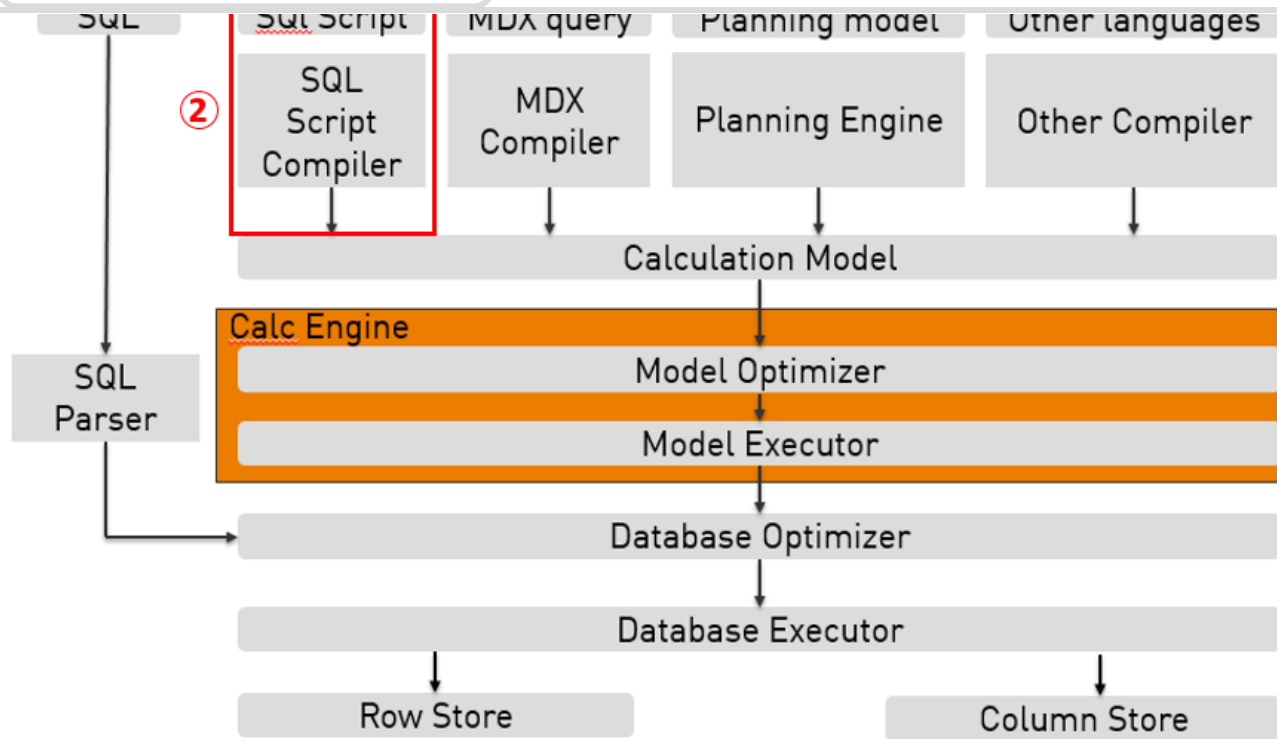 SQL
SQl Script
MDX query
Planning model
Other languages
②
SQL
Script
Compiler
MDX
Compiler
Planning Engine
Other Compiler
Calculation Model
Calc Engine
Model Optimizer
SQL
Parser
Model Executor
Database Optimizer
Database Executor
Row Store
Column Store